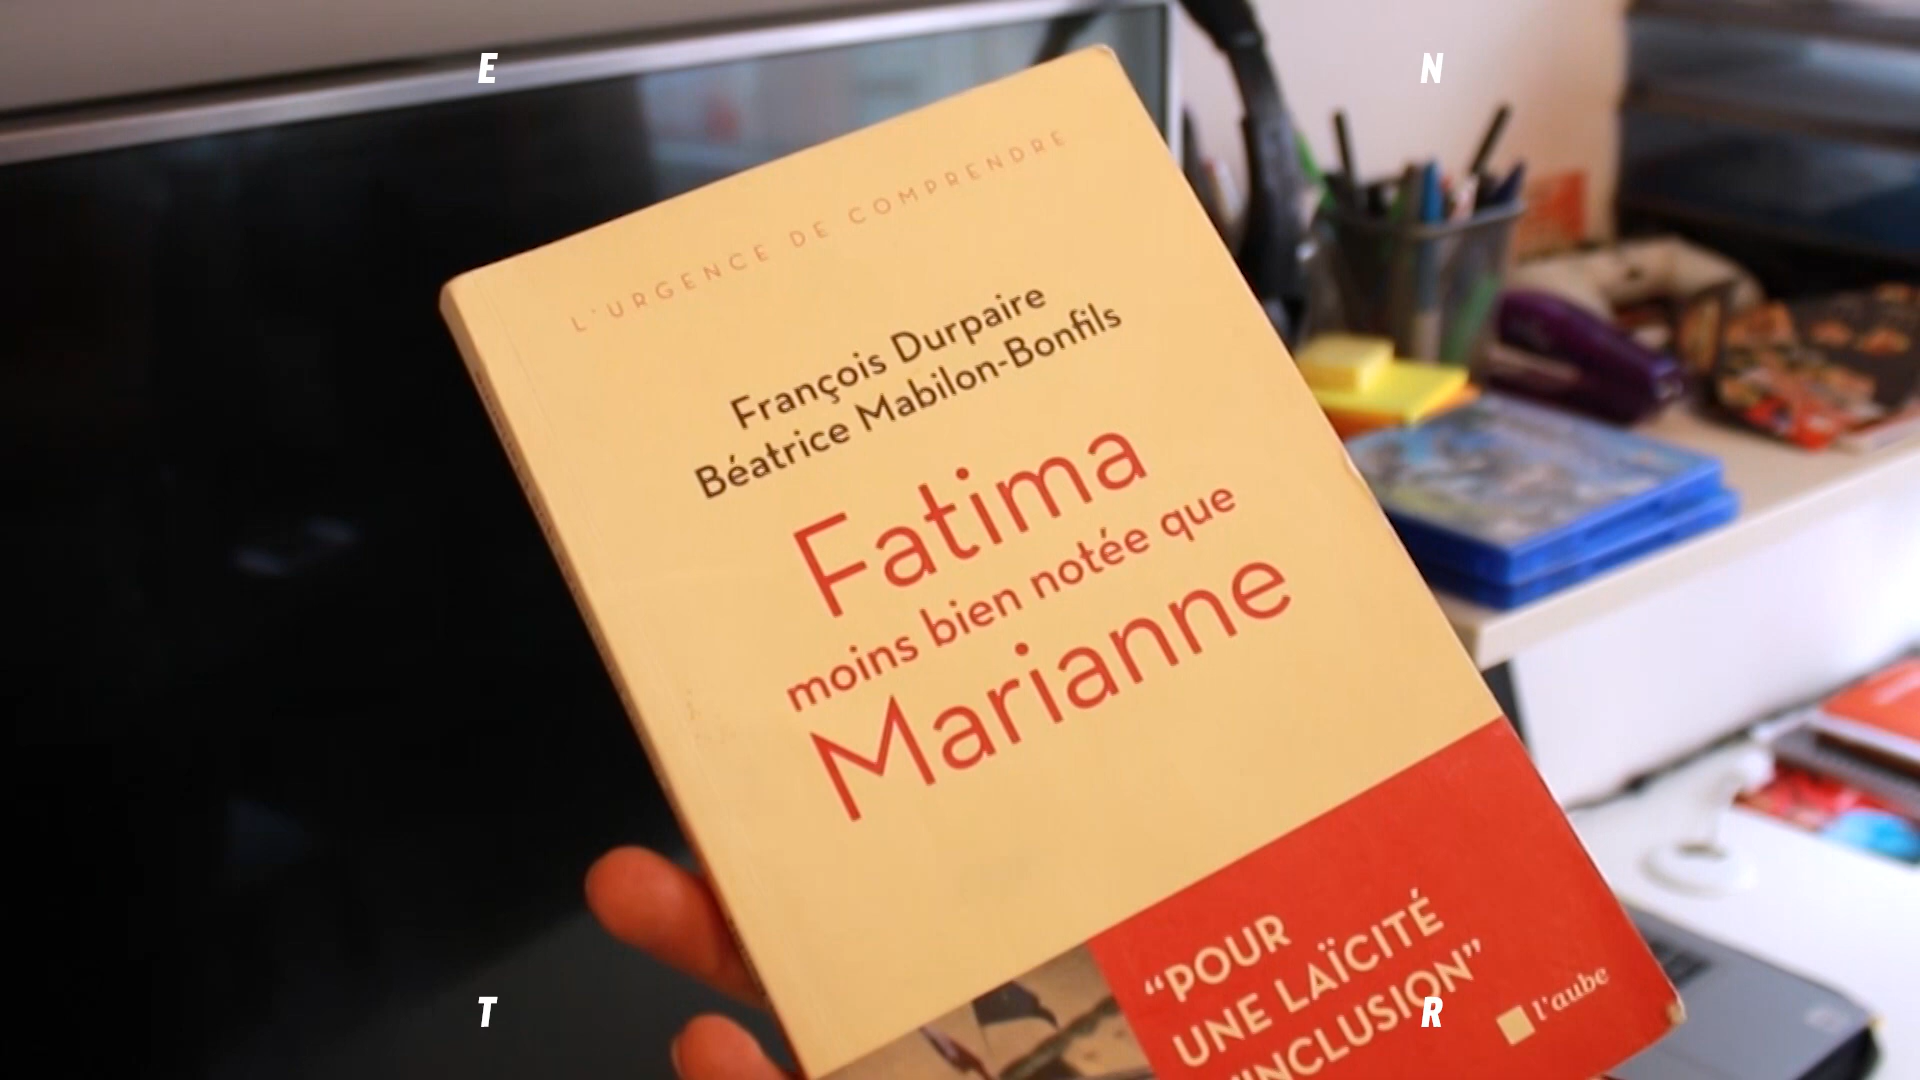 E
N
L'URGENCE DE COMPRENDRE
François Durpaire
Béatrice Mabilon-Bonfils
Fatima
moins bien notée que
Marianne
“POUR
UNE LAÏCITÉ
D'INCLUSION”
l'aube
T
R